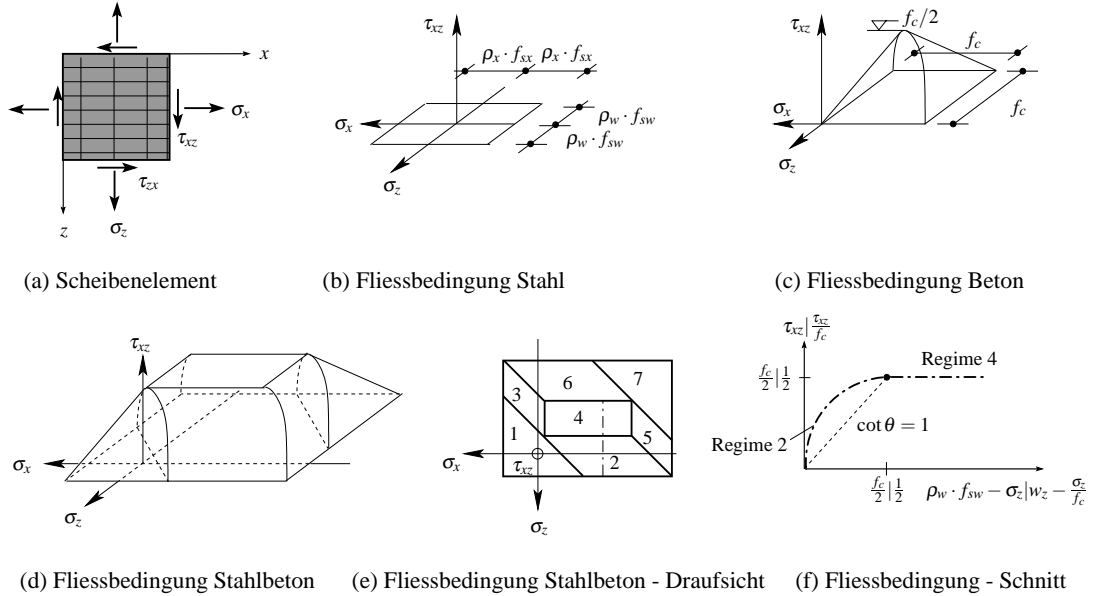 x
σx
τxz
τzx
z
σz
(a) Scheibenelement
τxz
ρx · fsx ρx · fsx
σx
ρw · fsw
ρw · fsw
σz
(b) Fliessbedingung Stahl
τxz
fc/2
fc
fc
σx
σz
(c) Fliessbedingung Beton
τxz
σx
σz
(d) Fliessbedingung Stahlbeton
6 7
3
4
1 5
σx
τxz
2
σz
(e) Fliessbedingung Stahlbeton - Draufsicht
τxz|τxz/fc
Regime 4
fc/2|1/2
cot θ = 1
Regime 2
fc/2|1/2
ρw · fsw − σz|wz − σz/fc
(f) Fliessbedingung - Schnitt